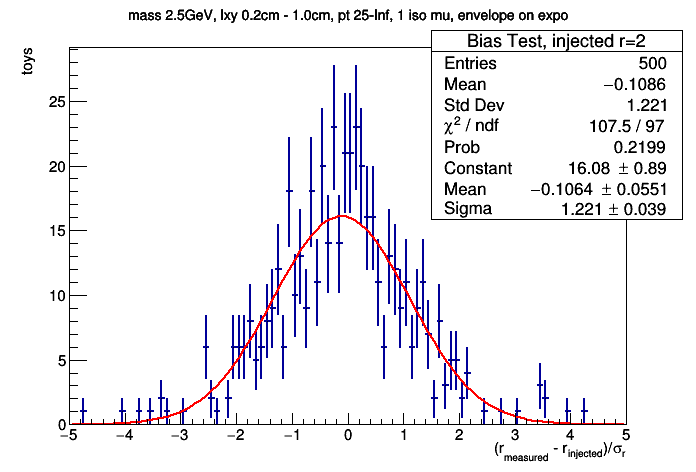 mass 2.5GeV, lxy 0.2cm - 1.0cm, pt 25-Inf, 1 iso mu, envelope on expo
Bias Test, injected r=2
Entries 500
Mean −0.1086
Std Dev 1.221
χ² / ndf 107.5 / 97
Prob 0.2199
Constant 16.08 ± 0.89
Mean −0.1064 ± 0.0551
Sigma 1.221 ± 0.039
toys
25
20
15
10
5
0
−5 −4 −3 −2 −1 0 1 2 3 4 5
(r_measured - r_injected)/σ_r